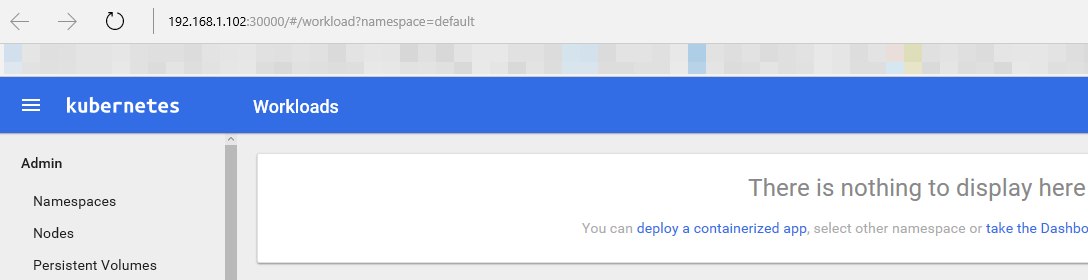 192.168.1.102:30000/#/workload?namespace=default
kubernetes Workloads
Admin
Namespaces
Nodes
Persistent Volumes
There is nothing to display here
You can deploy a containerized app, select other namespace or take the Dashbo